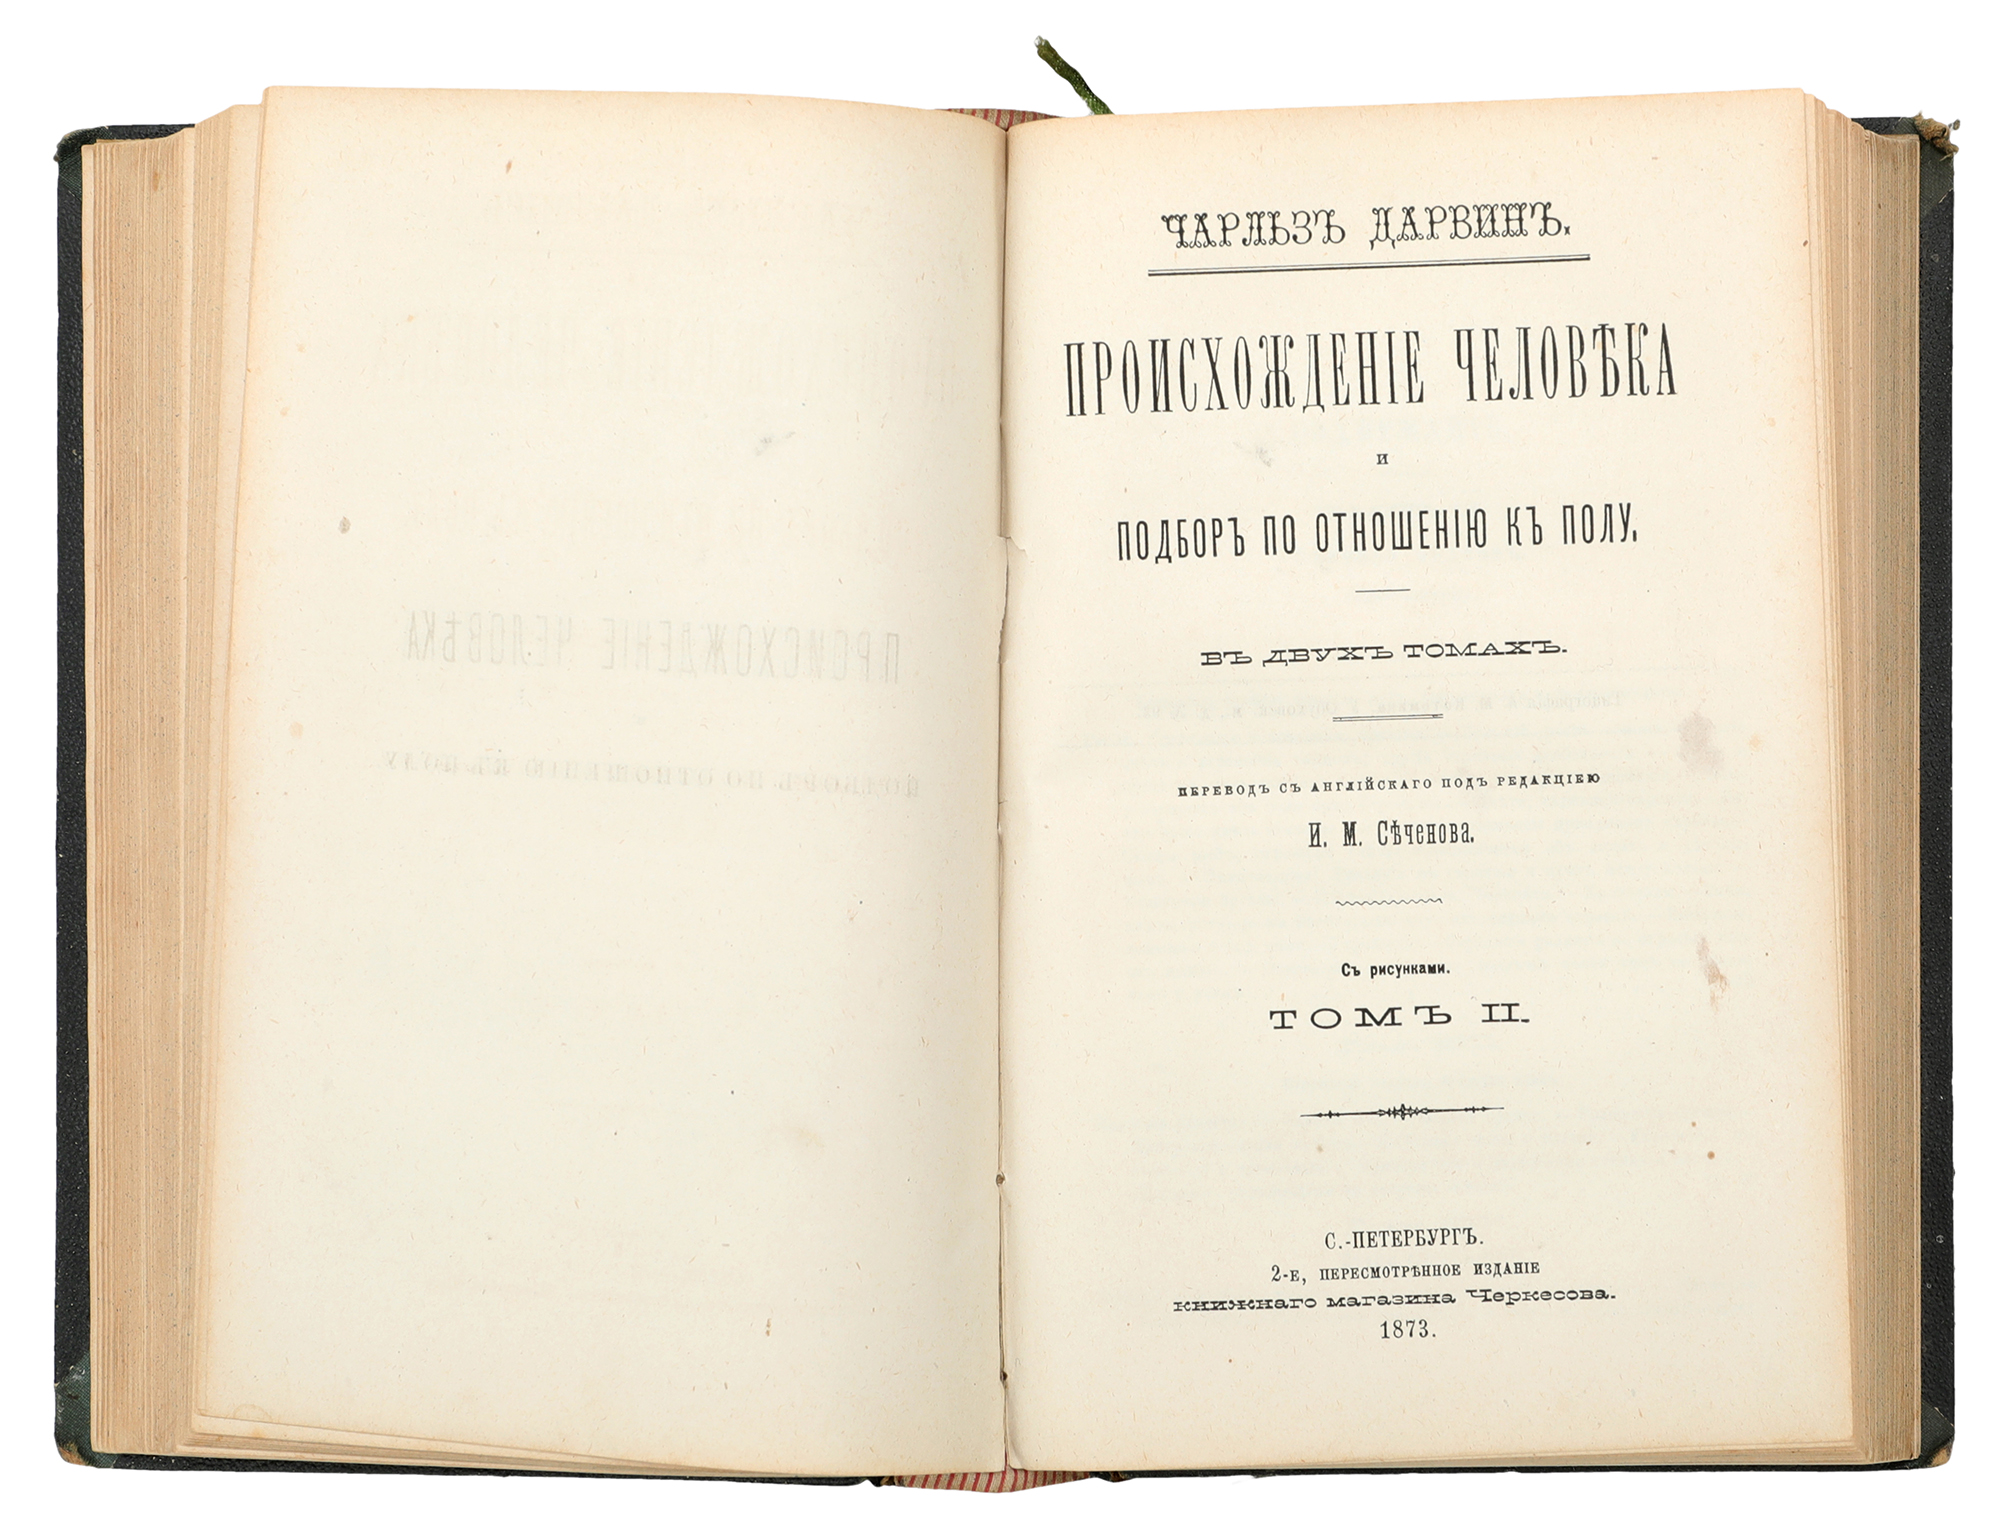 ЧАРЛЬЗЪ ДАРВИНЪ.
ПРОИСХОЖДЕНІЕ ЧЕЛОВѢКА
и
ПОДБОРЪ ПО ОТНОШЕНІЮ КЪ ПОЛУ.
ВЪ ДВУХЪ ТОМАХЪ.
ПЕРЕВОДЪ СЪ АНГЛІЙСКАГО ПОДЪ РЕДАКЦІЕЮ
И. М. Сѣченова.
Съ рисунками.
ТОМЪ II.
С.-ПЕТЕРБУРГЪ.
2-Е, ПЕРЕСМОТРѢННОЕ ИЗДАНІЕ
книжнаго магазина Черкесова.
1873.